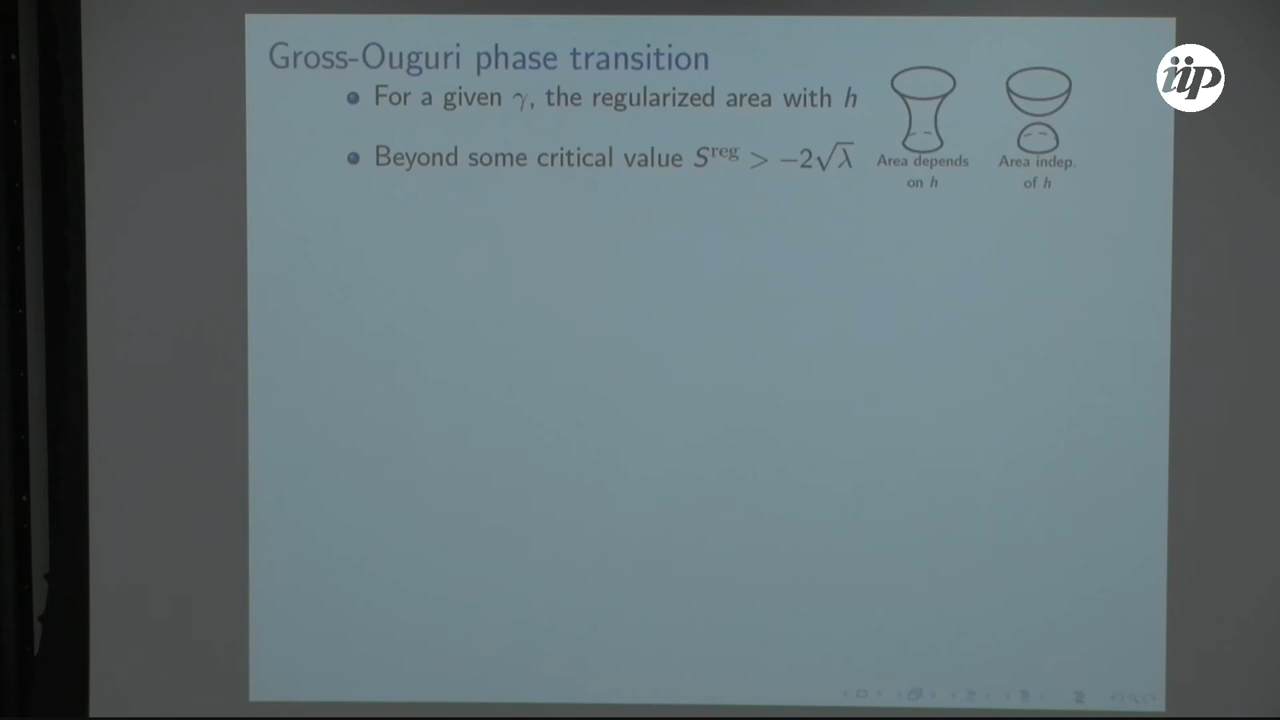 Gross-Ouguri phase transition
For a given γ, the regularized area with h
Beyond some critical value S^reg > −2√λ
Area depends
on h
Area indep.
of h
iip